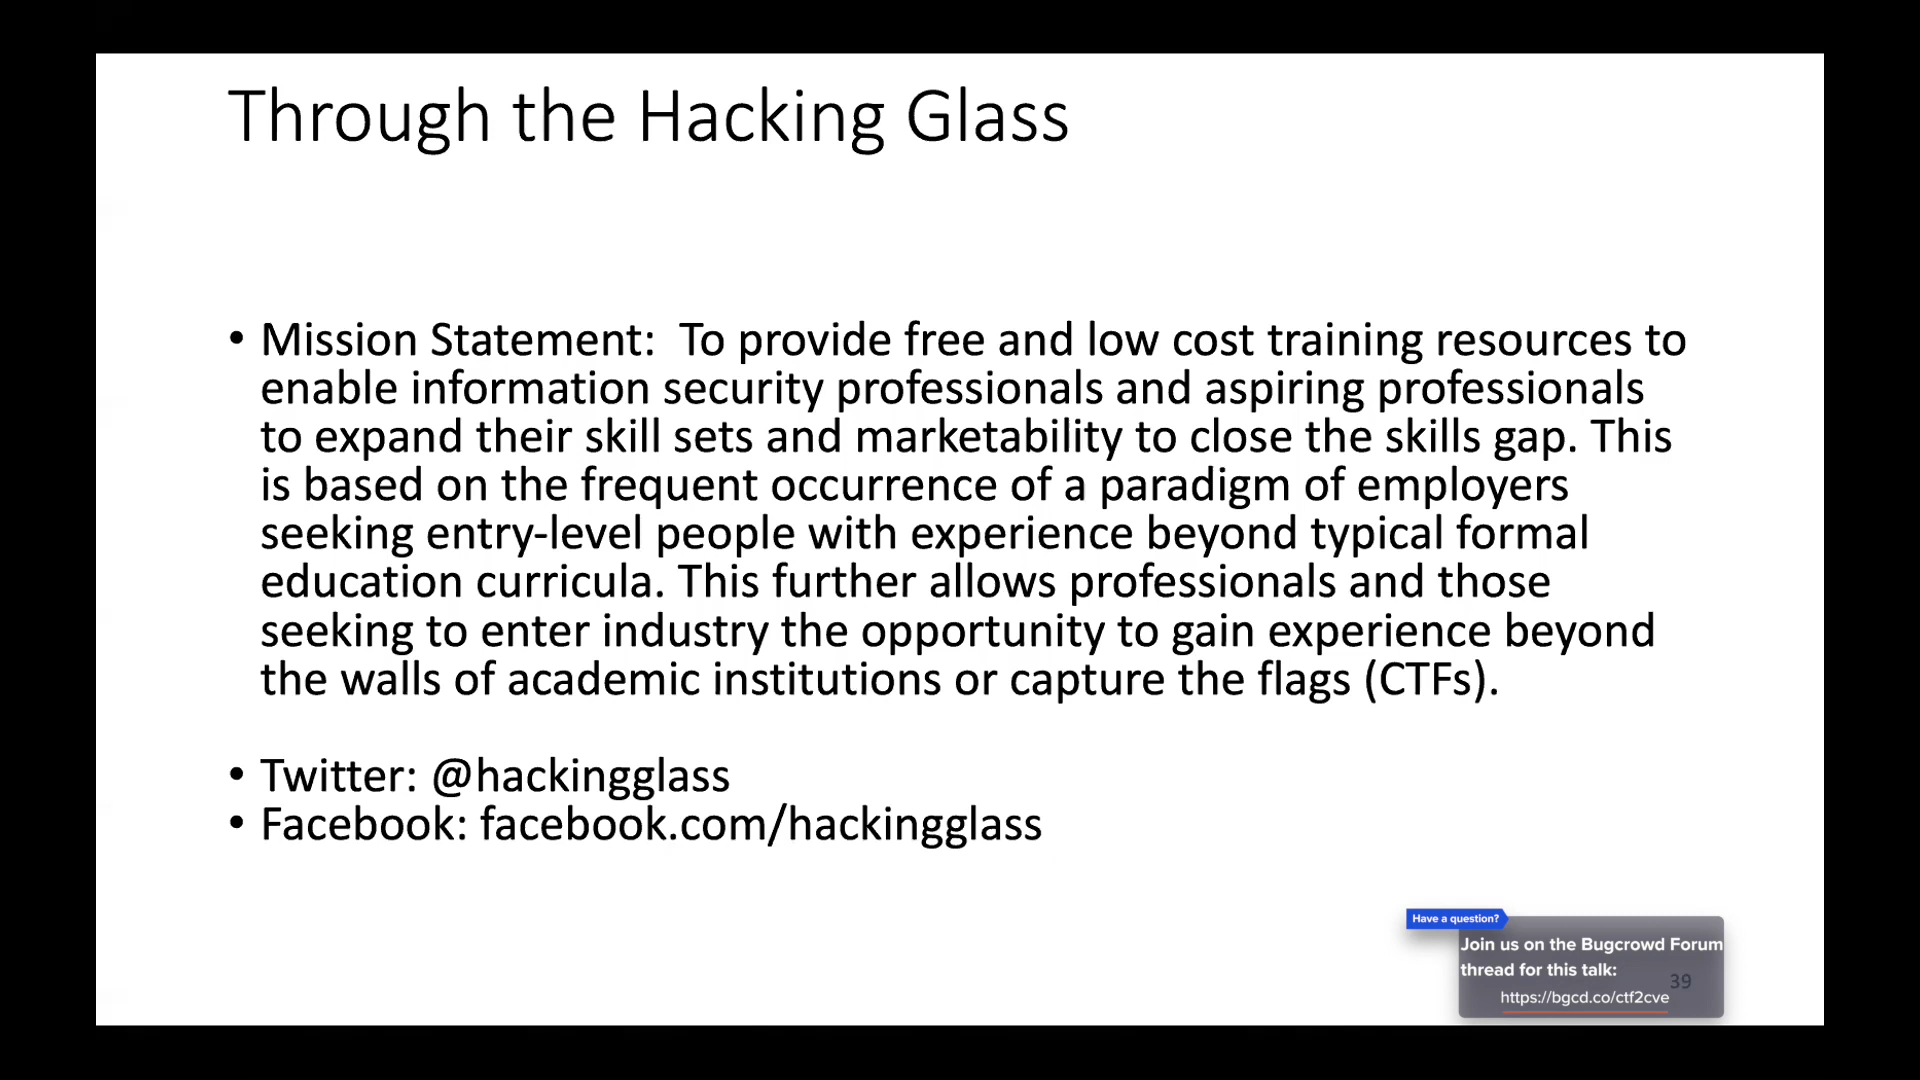 Through the Hacking Glass
• Mission Statement:  To provide free and low cost training resources to
enable information security professionals and aspiring professionals
to expand their skill sets and marketability to close the skills gap. This
is based on the frequent occurrence of a paradigm of employers
seeking entry-level people with experience beyond typical formal
education curricula. This further allows professionals and those
seeking to enter industry the opportunity to gain experience beyond
the walls of academic institutions or capture the flags (CTFs).
• Twitter: @hackingglass
• Facebook: facebook.com/hackingglass
Have a question?
Join us on the Bugcrowd Forum
thread for this talk:
39
https://bgcd.co/ctf2cve